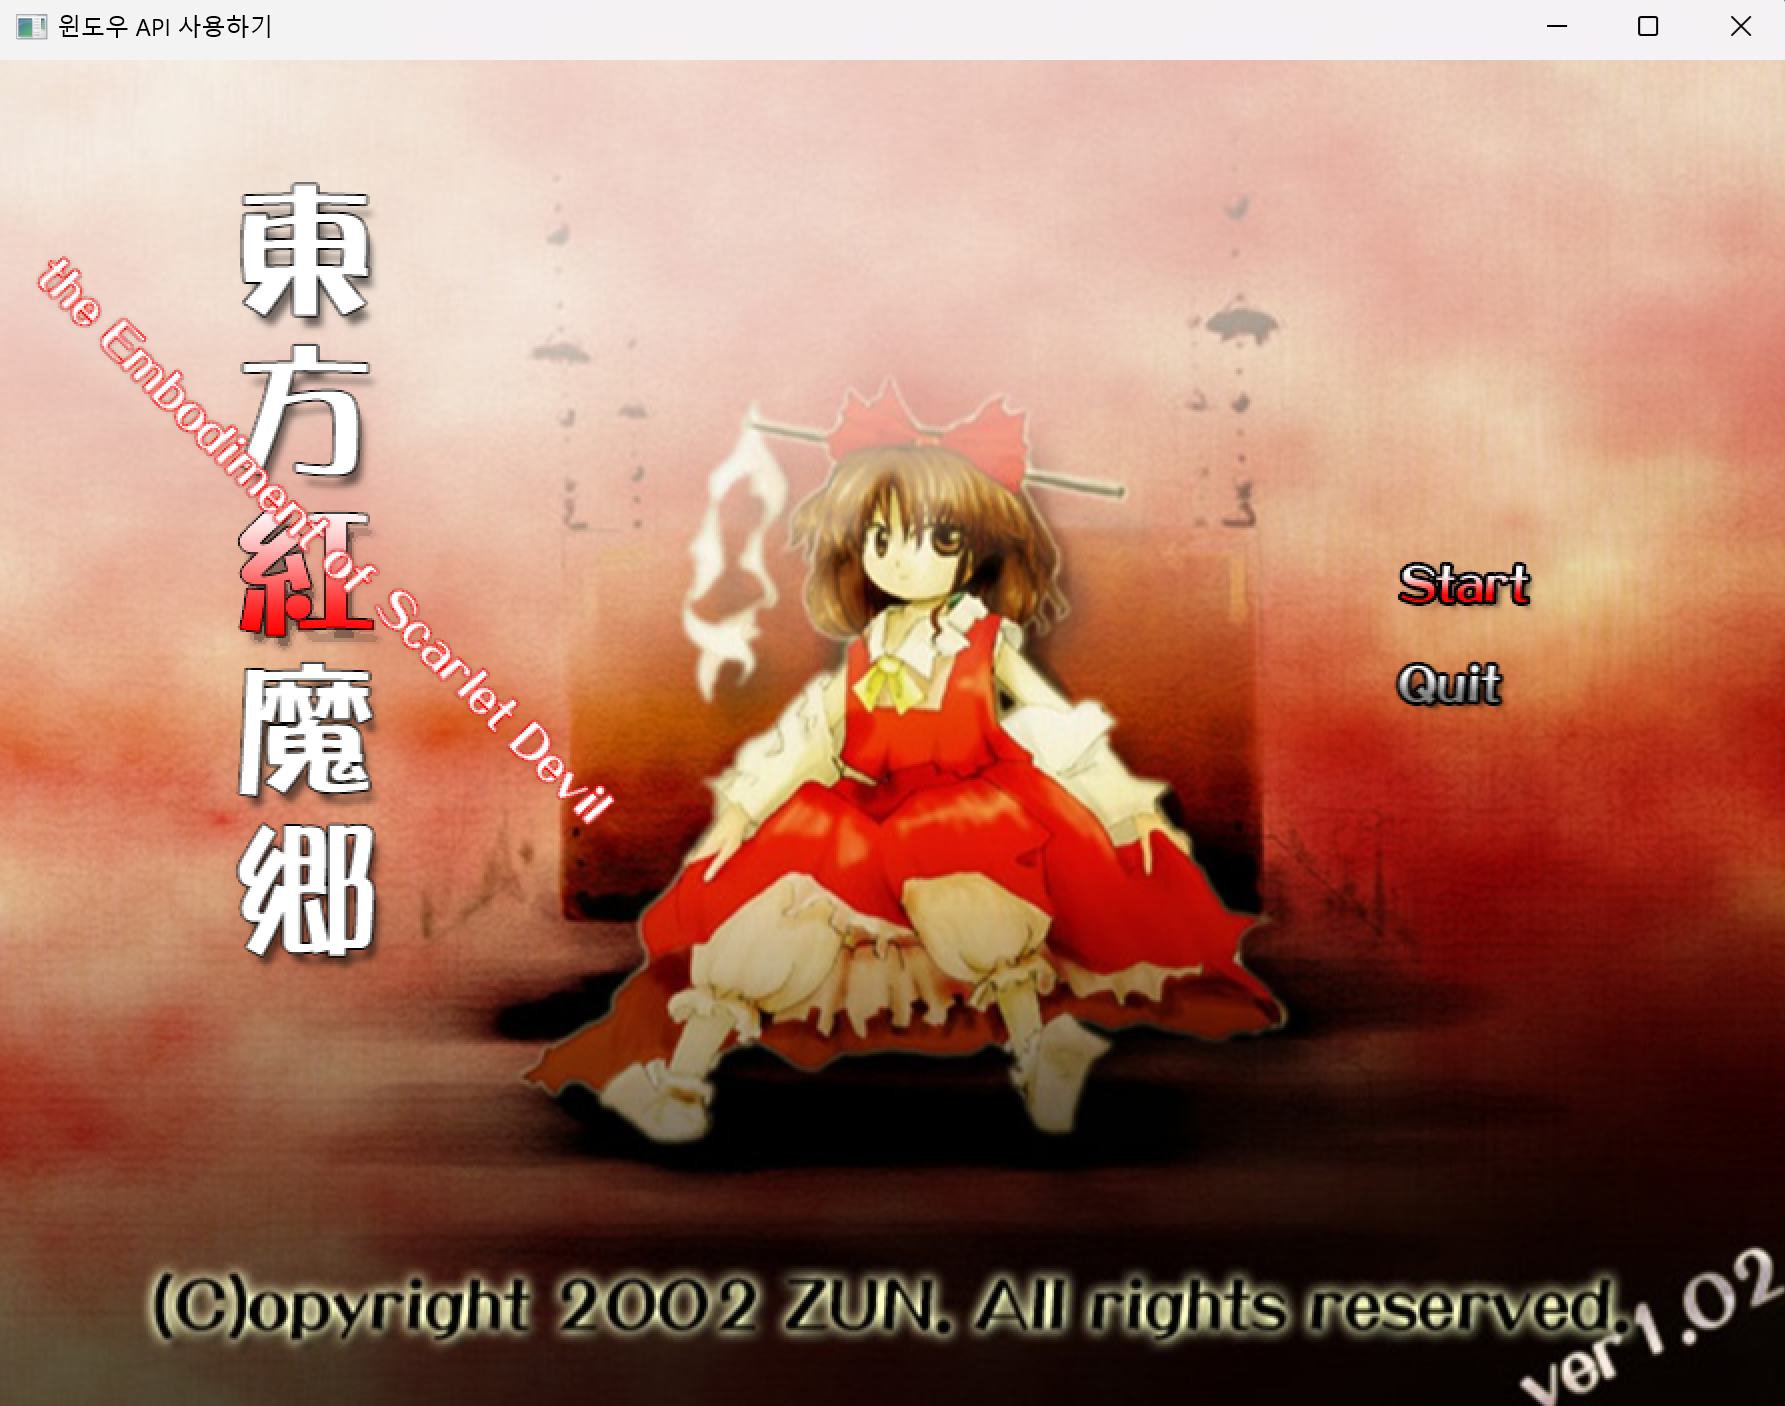 윈도우 API 사용하기
東方紅魔郷
the Embodiment of Scarlet Devil
Start
Quit
(C)opyright 2002 ZUN. All rights reserved.
ver1.02